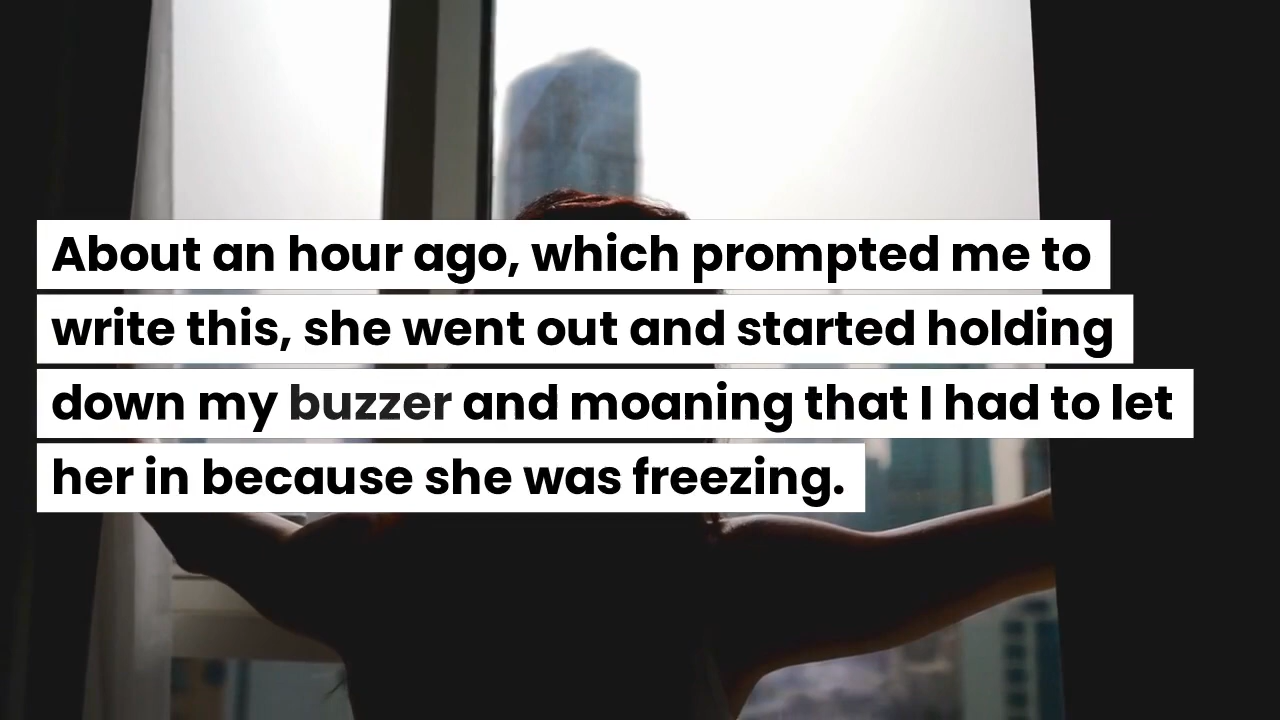 About an hour ago, which prompted me to
write this, she went out and started holding
down my buzzer and moaning that I had to let
her in because she was freezing.